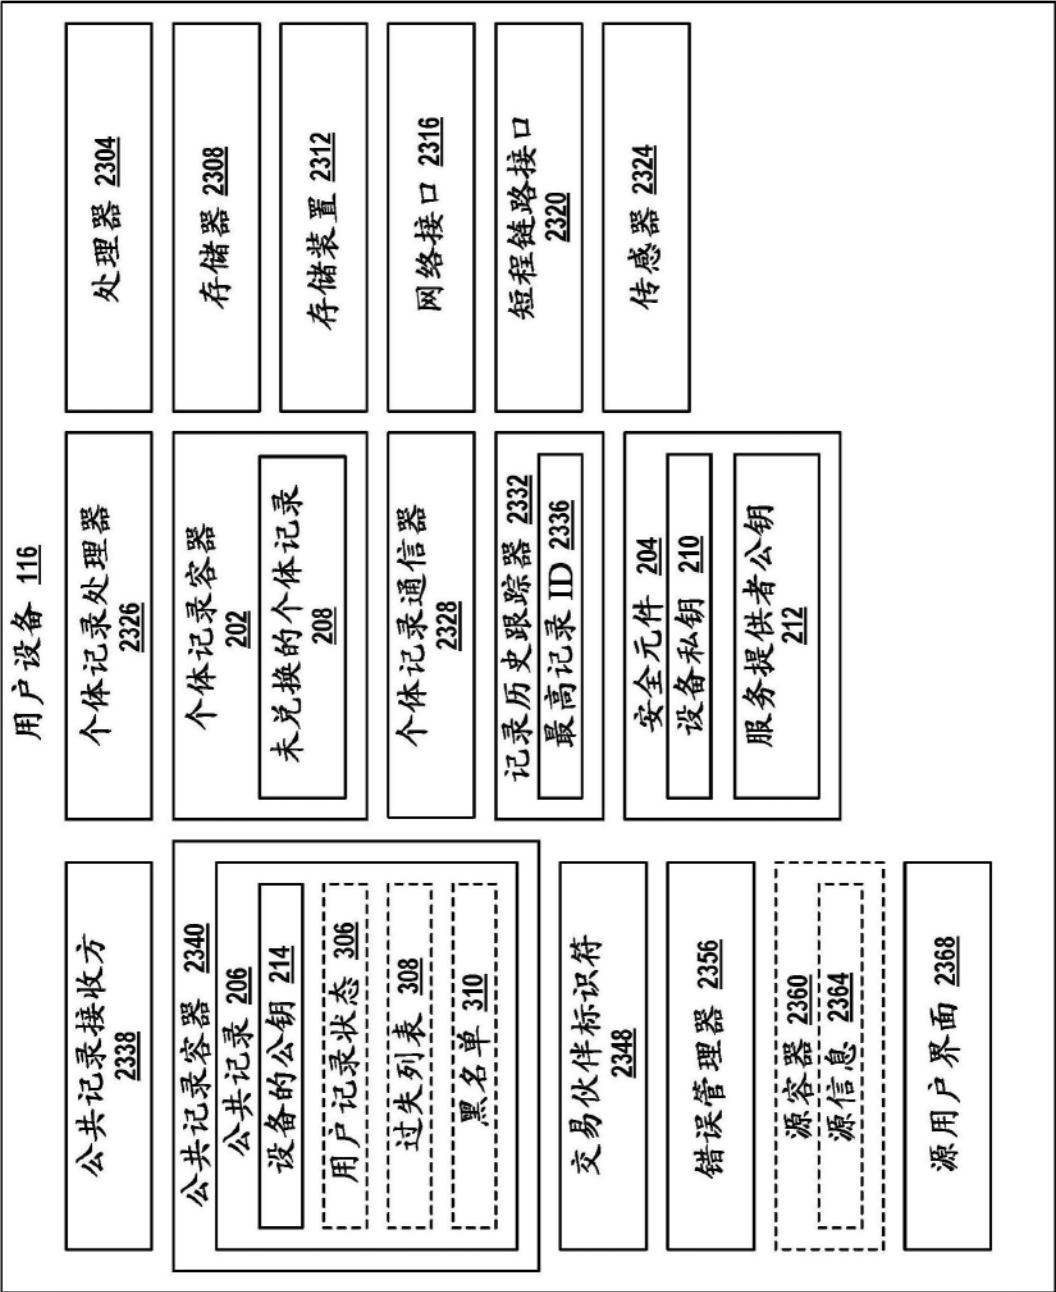 用户设备 116
公共记录接收方
2338
公共记录容器 2340
公共记录 206
设备的公钥 214
用户记录状态 306
过失列表 308
黑名单 310
交易伙伴标识符
2348
错误管理器 2356
源容器 2360
源信息 2364
源用户界面 2368
个体记录处理器
2326
个体记录容器
202
未兑换的个体记录
208
个体记录通信器
2328
记录历史跟踪器 2332
最高记录 ID 2336
安全元件 204
设备私钥 210
服务提供者公钥
212
处理器 2304
存储器 2308
存储装置 2312
网络接口 2316
短程链路接口
2320
传感器 2324